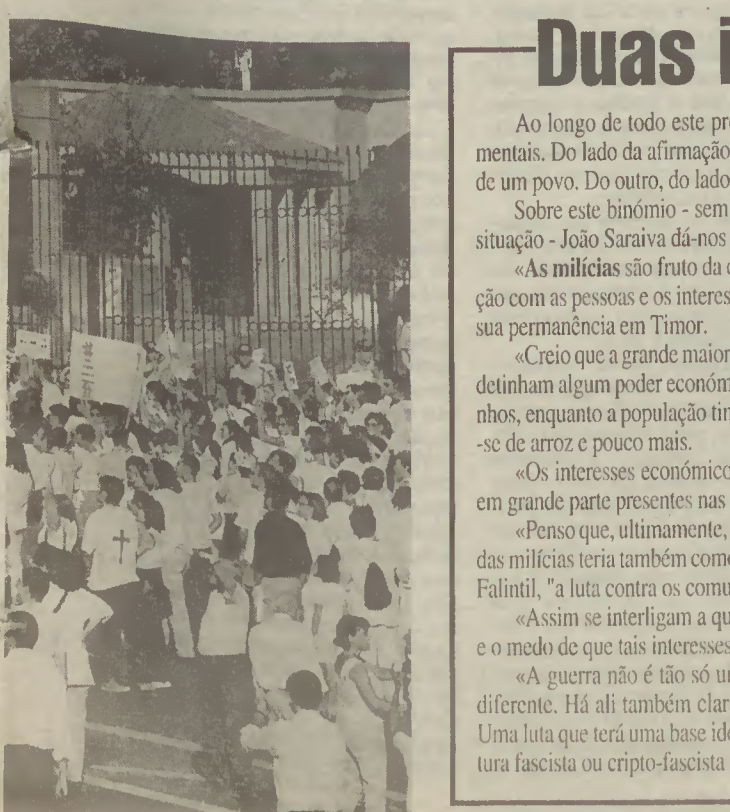 Duas i
Ao longo de todo este pr
mentais. Do lado da afirmação
de um povo. Do outro, do lado
Sobre este binómio - sem
situação - João Saraiva dá-nos
«As milícias são fruto da
ção com as pessoas e os interes
sua permanência em Timor.
«Creio que a grande maior
detinham algum poder económ
nhos, enquanto a população tin
-se de arroz e pouco mais.
«Os interesses económico
em grande parte presentes nas
«Penso que, ultimamente,
das milícias teria também como
Falintil, "a luta contra os comu
«Assim se interligam a qu
e o medo de que tais interesses
«A guerra não é tão só un
diferente. Há ali também clar
Uma luta que terá uma base ide
tura fascista ou cripto-fascista